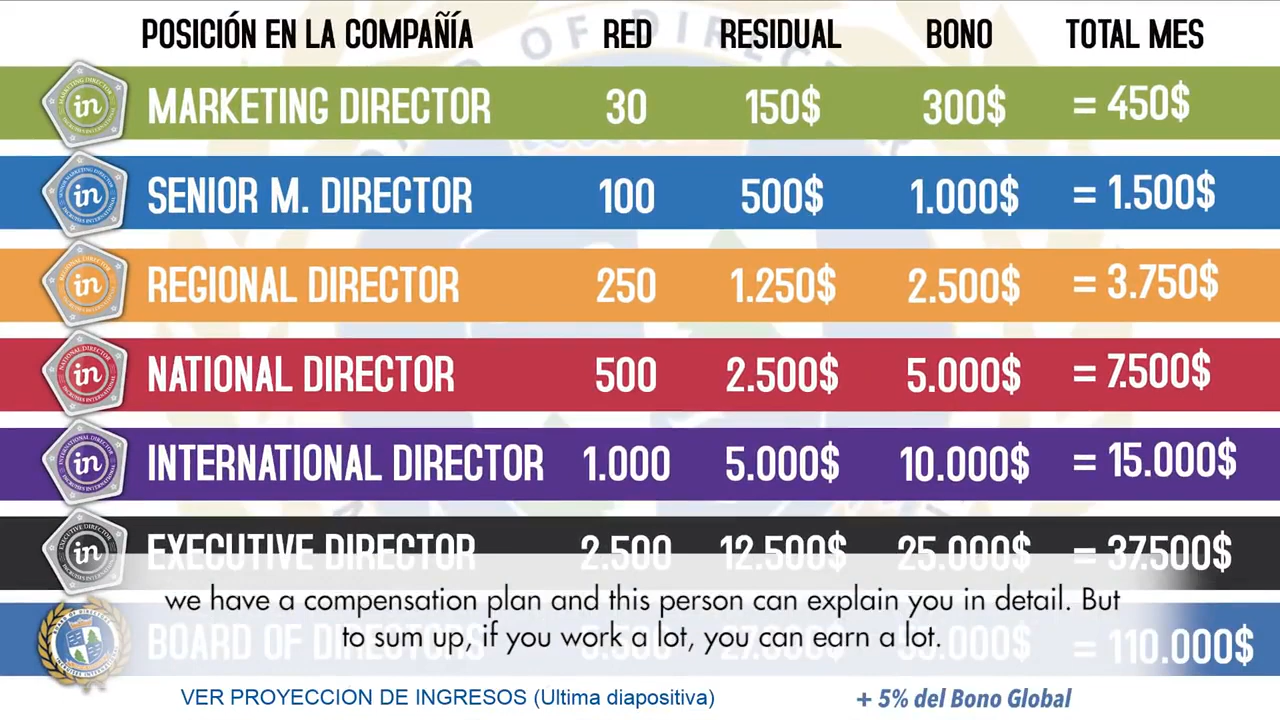 POSICIÓN EN LA COMPAÑÍA RED RESIDUAL BONO TOTAL MES
MARKETING DIRECTOR 30 150$ 300$ = 450$
SENIOR M. DIRECTOR 100 500$ 1.000$ = 1.500$
REGIONAL DIRECTOR 250 1.250$ 2.500$ = 3.750$
NATIONAL DIRECTOR 500 2.500$ 5.000$ = 7.500$
INTERNATIONAL DIRECTOR 1.000 5.000$ 10.000$ = 15.000$
EXECUTIVE DIRECTOR 2.500 12.500$ 25.000$ = 37.500$
we have a compensation plan and this person can explain you in detail. But
to sum up, if you work a lot, you can earn a lot.
BOARD OF DIRECTORS = 110.000$
VER PROYECCION DE INGRESOS (Ultima diapositiva) + 5% del Bono Global